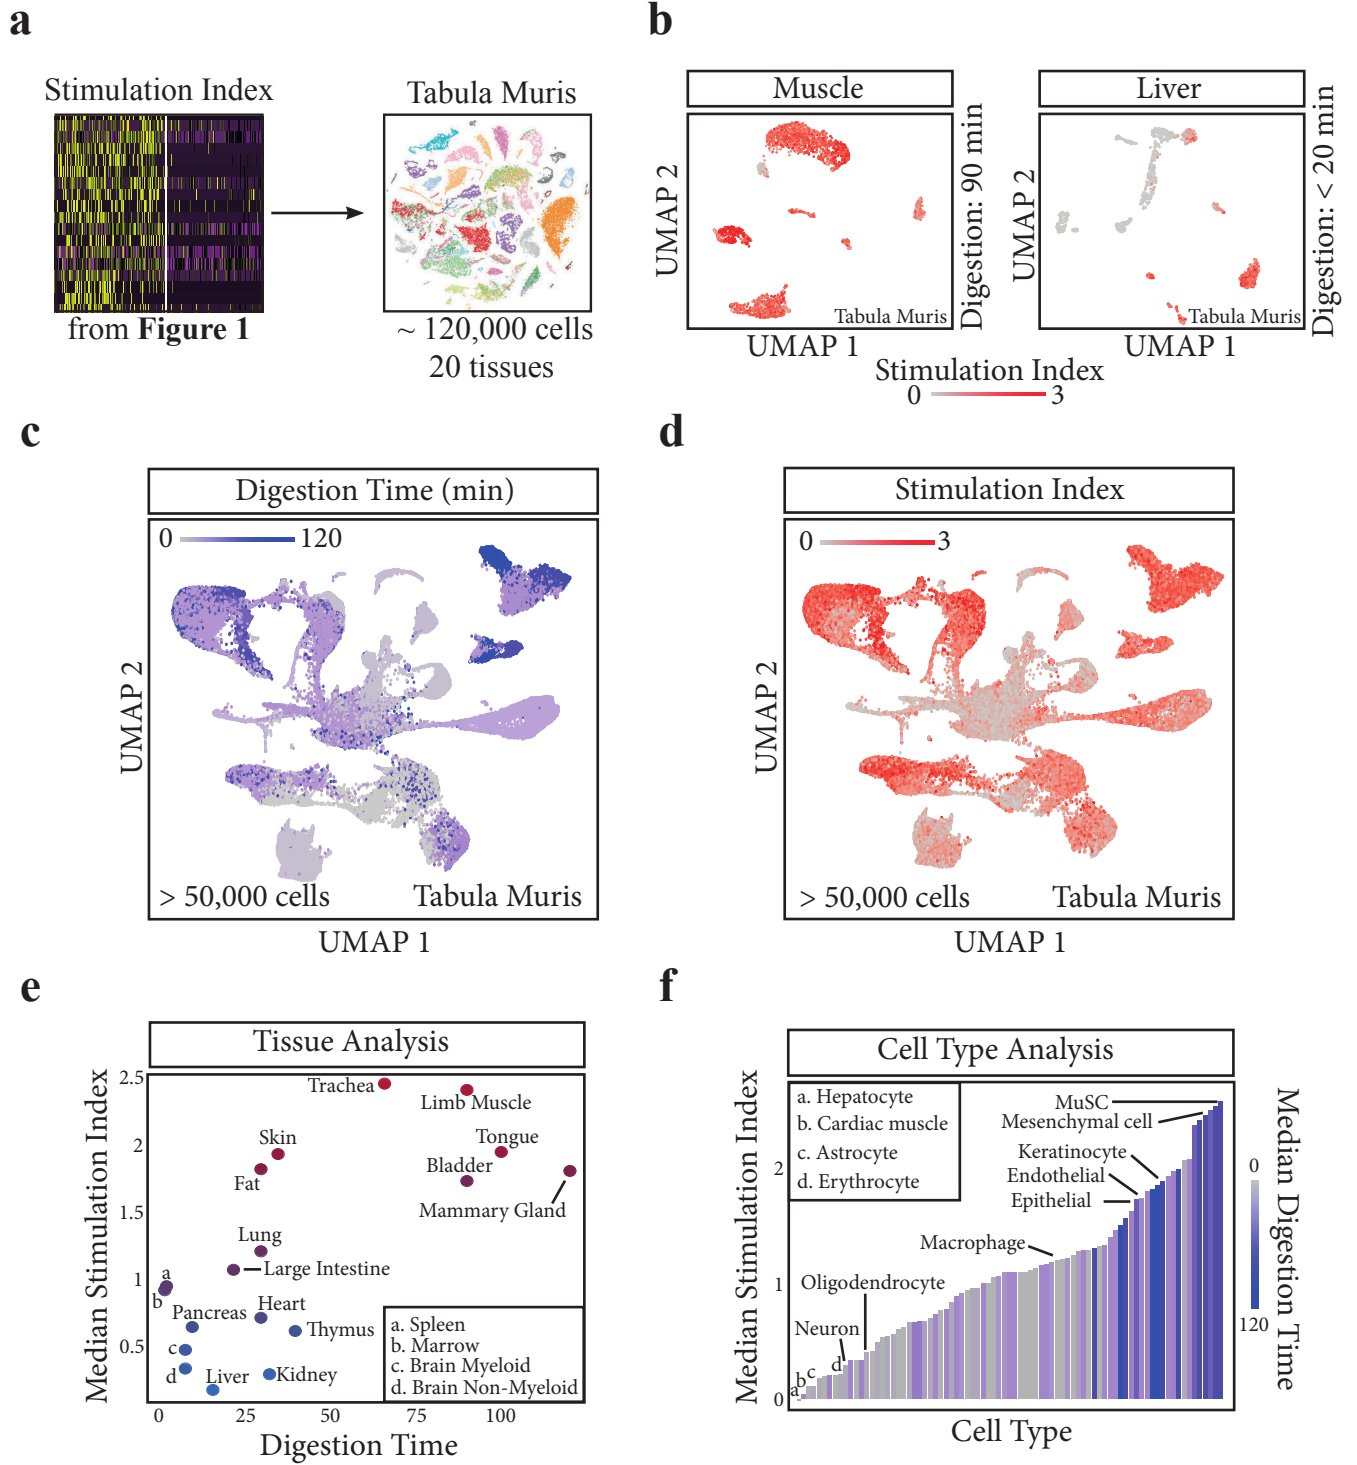 a
Stimulation Index
from Figure 1
Tabula Muris
~ 120,000 cells
20 tissues
b
Muscle
UMAP 2
Tabula Muris
UMAP 1
Digestion: 90 min
Liver
UMAP 2
Tabula Muris
UMAP 1
Digestion: < 20 min
Stimulation Index
0 3
c
Digestion Time (min)
0 120
UMAP 2
> 50,000 cells
Tabula Muris
UMAP 1
d
Stimulation Index
0 3
UMAP 2
> 50,000 cells
Tabula Muris
UMAP 1
e
Tissue Analysis
Median Stimulation Index
2.5
2
1.5
1
0.5
Trachea
Limb Muscle
Skin
Tongue
Fat
Bladder
Mammary Gland
Lung
Large Intestine
a
b
Pancreas
Heart
Thymus
c
d
Liver
Kidney
a. Spleen
b. Marrow
c. Brain Myeloid
d. Brain Non-Myeloid
0 25 50 75 100
Digestion Time
f
Cell Type Analysis
Median Stimulation Index
2
1
0
a. Hepatocyte
b. Cardiac muscle
c. Astrocyte
d. Erythrocyte
MuSC
Mesenchymal cell
Keratinocyte
Endothelial
Epithelial
Macrophage
Oligodendrocyte
Neuron
a
b
c
d
Cell Type
Median Digestion Time
0
120